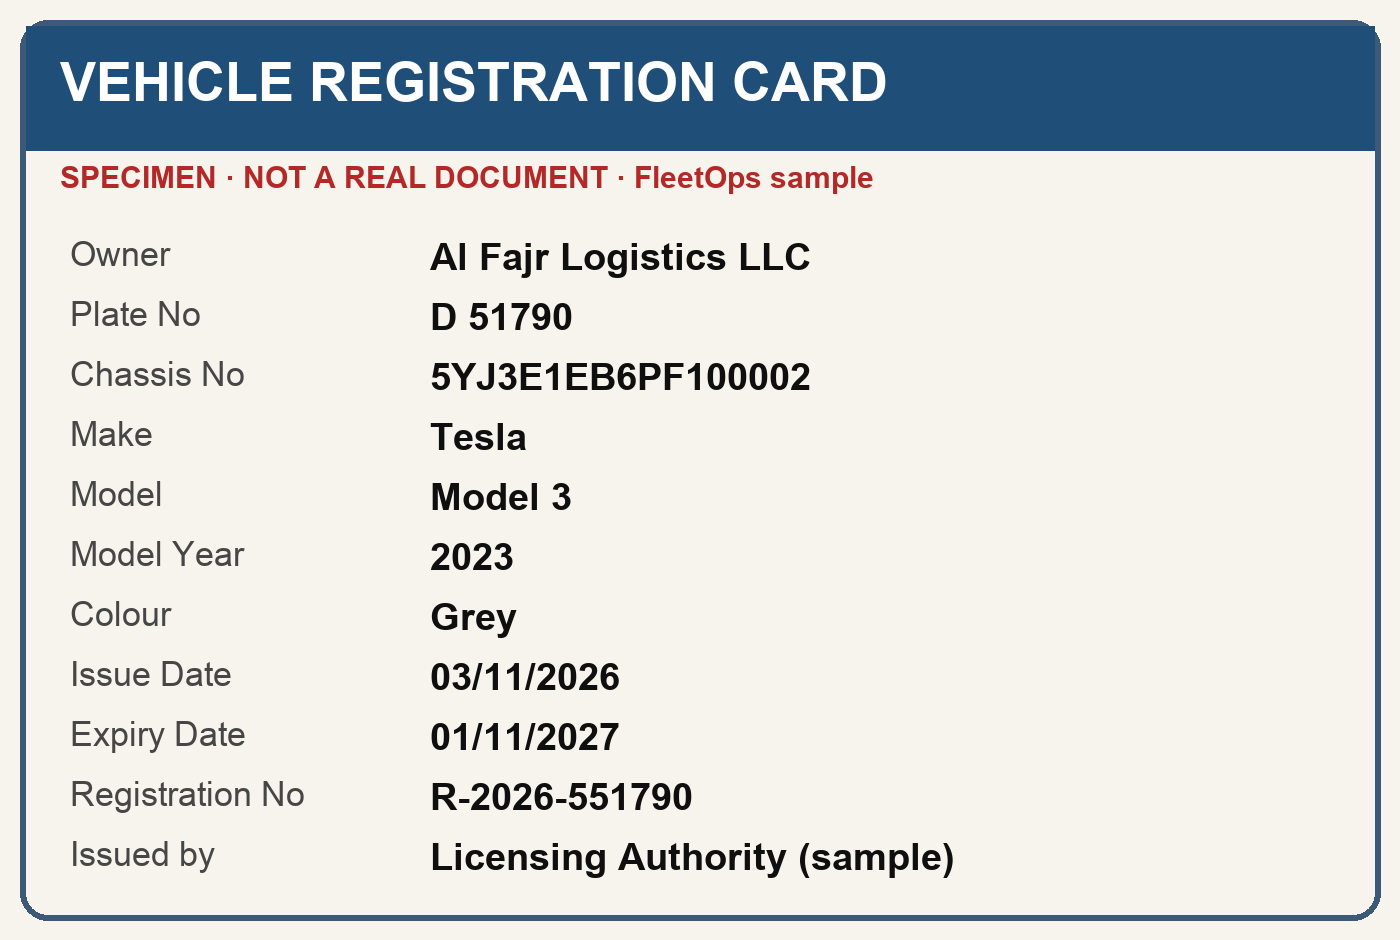 VEHICLE REGISTRATION CARD
SPECIMEN · NOT A REAL DOCUMENT · FleetOps sample
Owner Al Fajr Logistics LLC
Plate No D 51790
Chassis No 5YJ3E1EB6PF100002
Make Tesla
Model Model 3
Model Year 2023
Colour Grey
Issue Date 03/11/2026
Expiry Date 01/11/2027
Registration No R-2026-551790
Issued by Licensing Authority (sample)